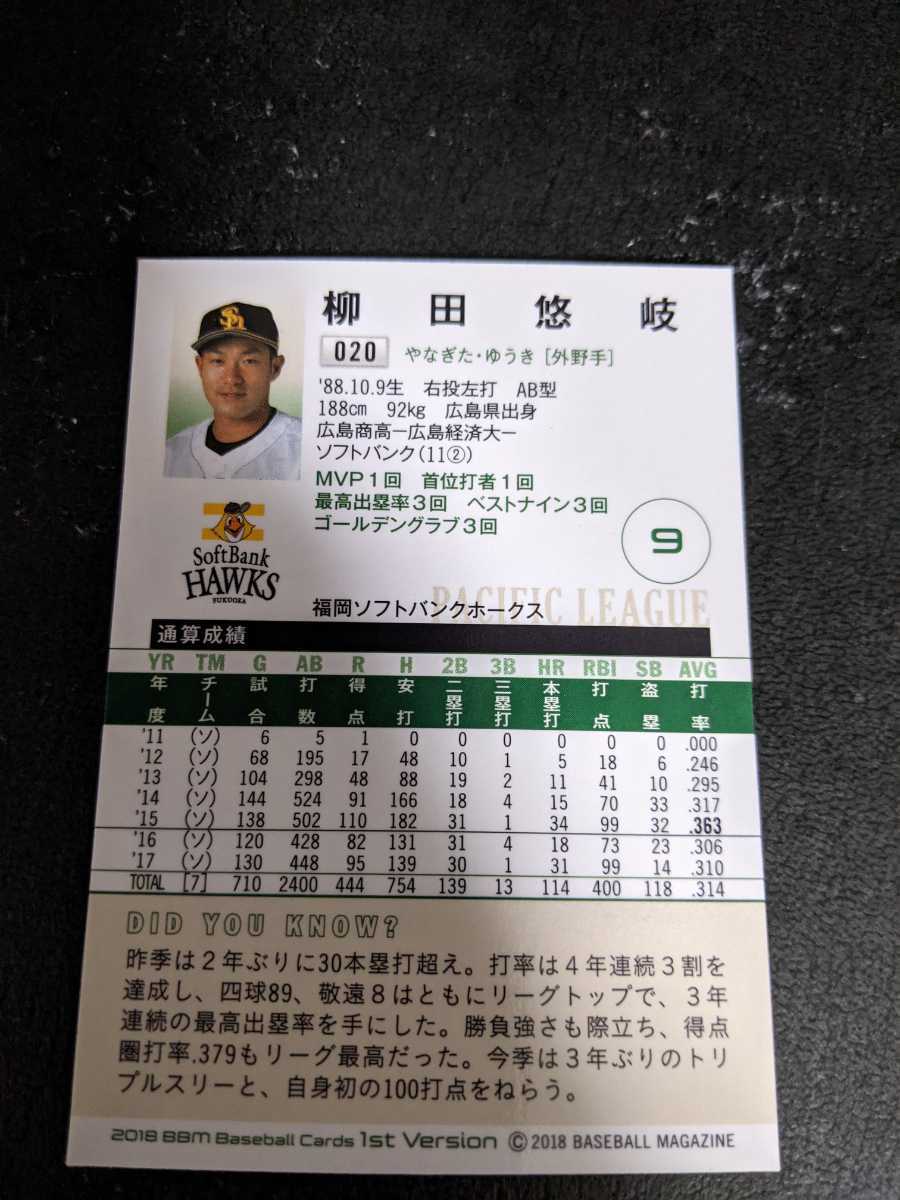 柳田悠岐
020 やなぎた・ゆうき [外野手]
'88.10.9生 右投左打 AB型
188cm 92kg 広島県出身
広島商高ー広島経済大ー
ソフトバンク(11②)
MVP1回 首位打者1回
最高出塁率3回 ベストナイン3回
ゴールデングラブ3回
9
SoftBank
HAWKS
FUKUOKA
PACIFIC LEAGUE
福岡ソフトバンクホークス
通算成績
YR TM G AB R H 2B 3B HR RBI SB AVG
年度 チーム 試合 打数 得点 安打 二塁打 三塁打 本塁打 打点 盗塁 打率
'11 (ソ) 6 5 1 0 0 0 0 0 0 .000
'12 (ソ) 68 195 17 48 10 1 5 18 6 .246
'13 (ソ) 104 298 48 88 19 2 11 41 10 .295
'14 (ソ) 144 524 91 166 18 4 15 70 33 .317
'15 (ソ) 138 502 110 182 31 1 34 99 32 .363
'16 (ソ) 120 428 82 131 31 4 18 73 23 .306
'17 (ソ) 130 448 95 139 30 1 31 99 14 .310
TOTAL [7] 710 2400 444 754 139 13 114 400 118 .314
DID YOU KNOW?
昨季は2年ぶりに30本塁打超え。打率は4年連続3割を
達成し、四球89、敬遠8はともにリーグトップで、3年
連続の最高出塁率を手にした。勝負強さも際立ち、得点
圏打率.379もリーグ最高だった。今季は3年ぶりのトリ
プルスリーと、自身初の100打点をねらう。
2018 BBM Baseball Cards 1st Version © 2018 BASEBALL MAGAZINE